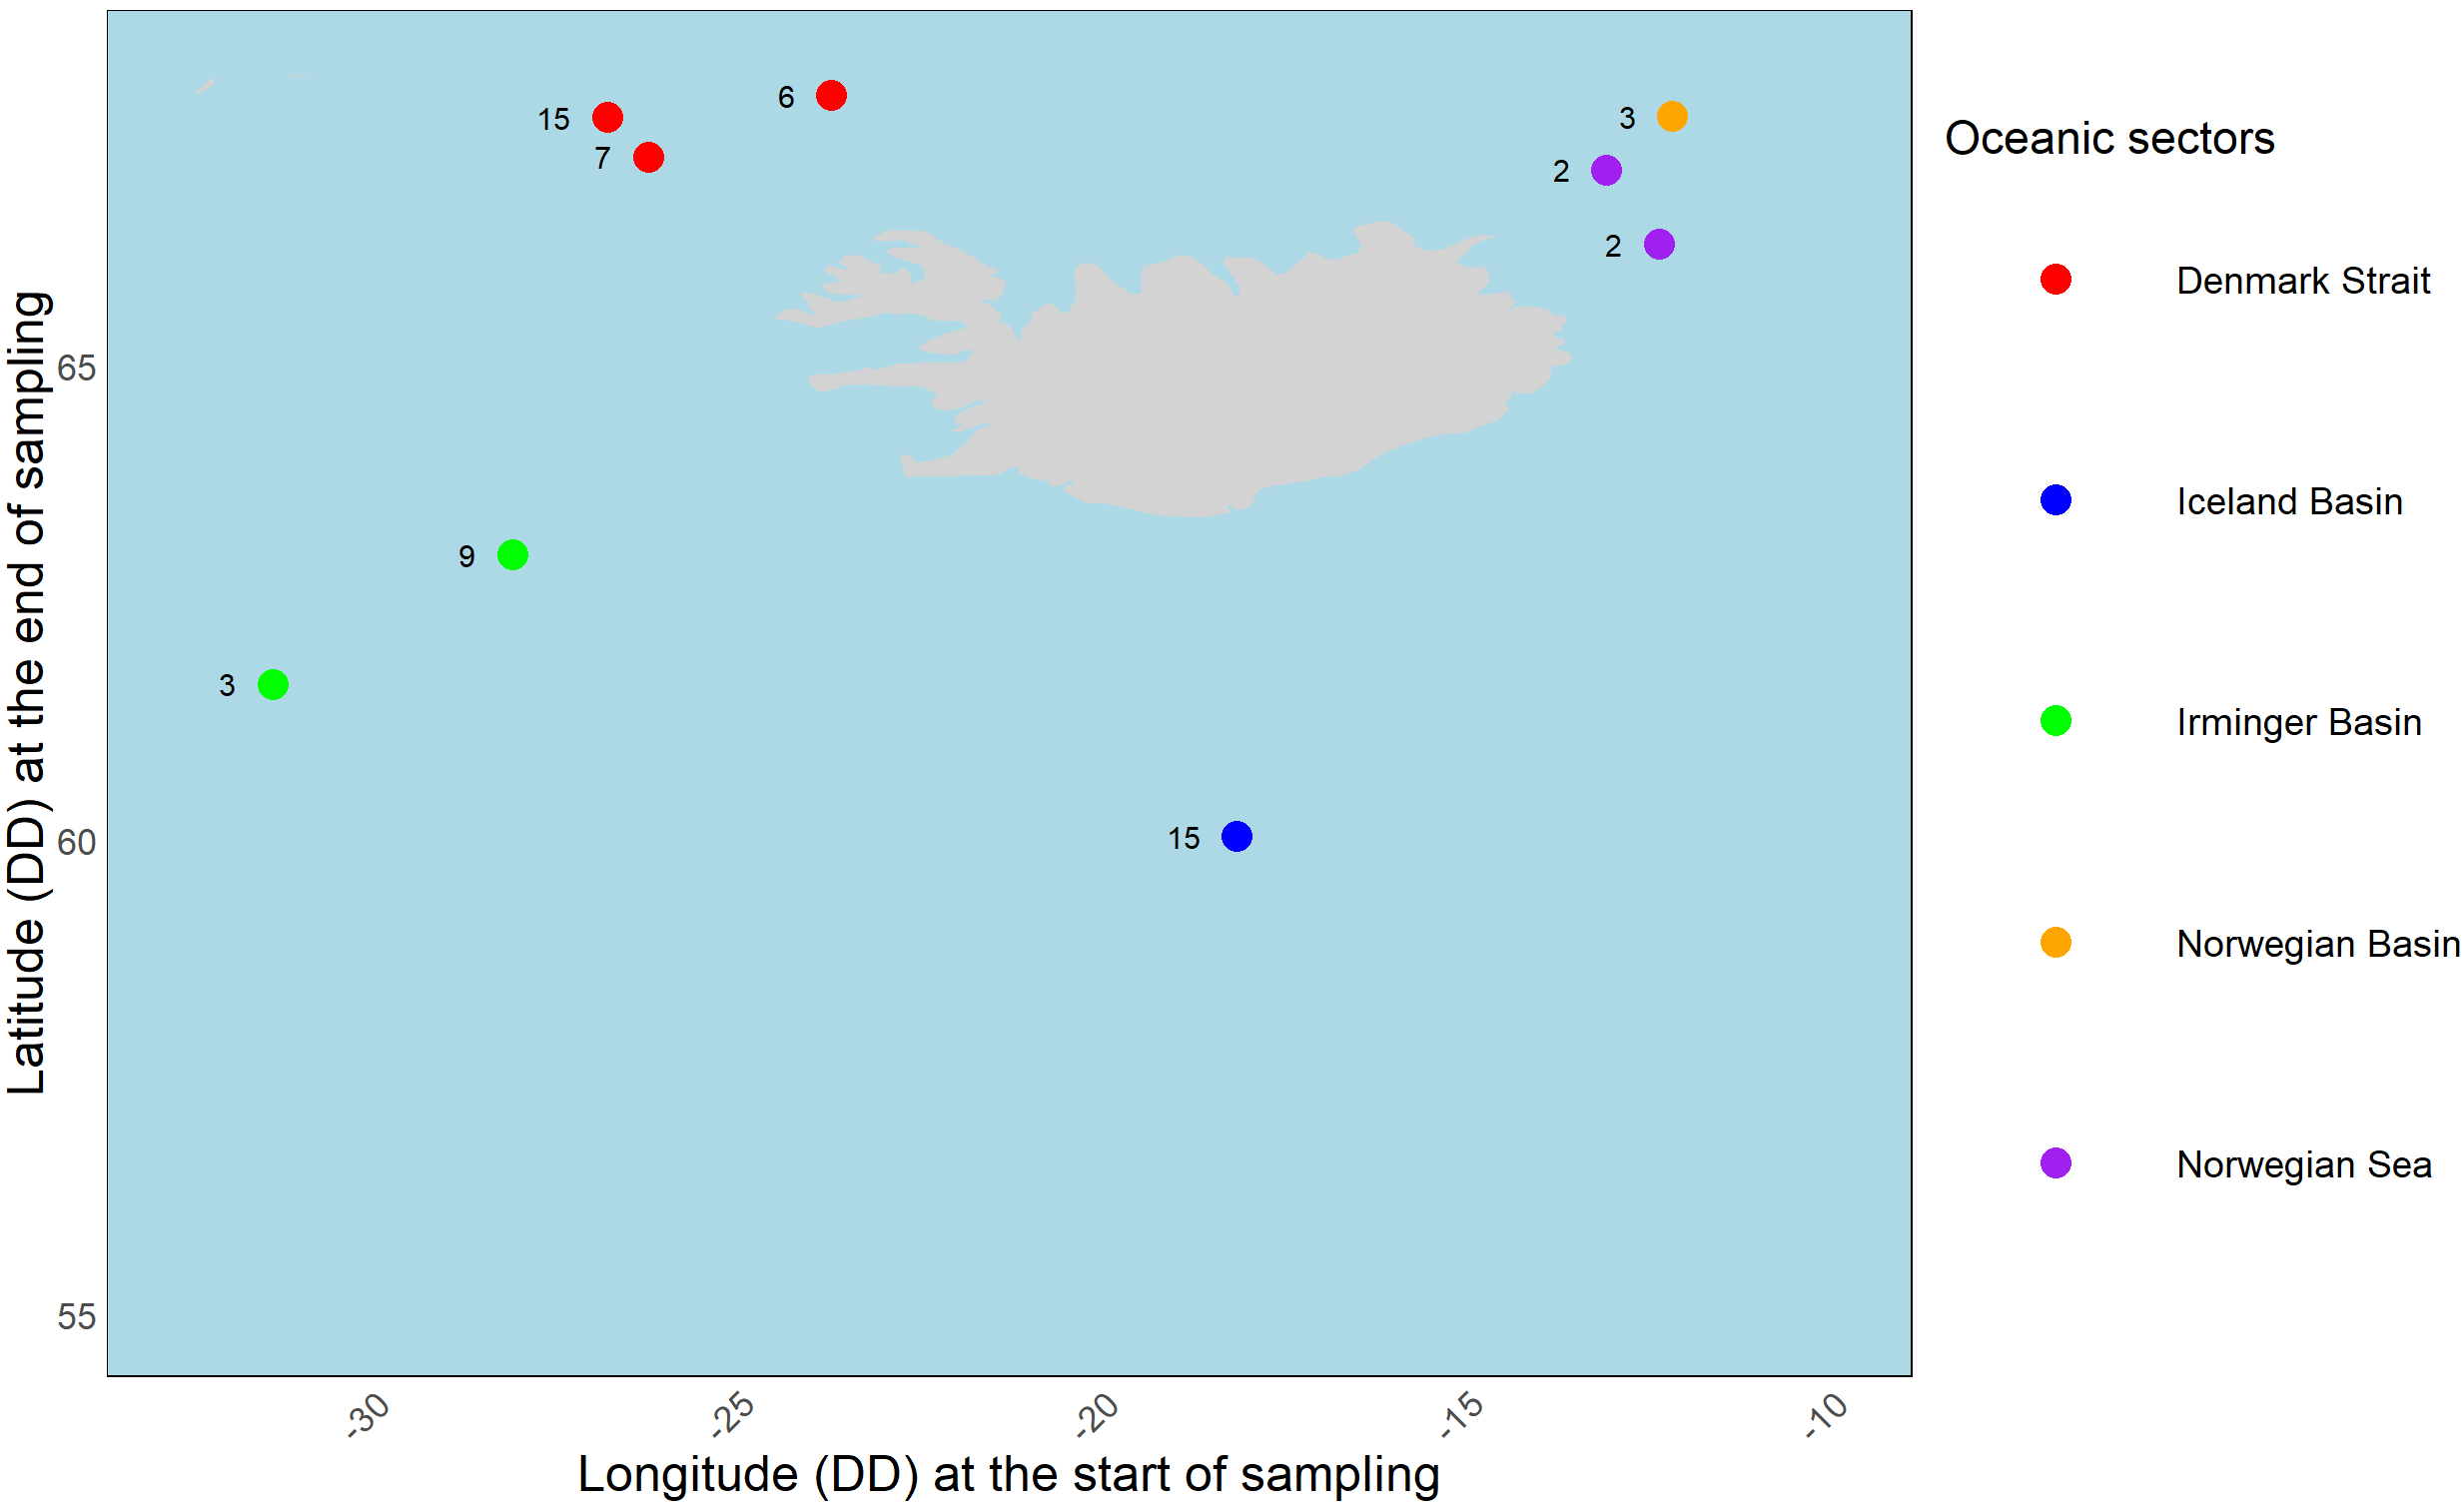 15
6
7
3
2
2
9
3
15
Latitude (DD) at the end of sampling
65
60
55
-30
-25
-20
-15
-10
Longitude (DD) at the start of sampling
Oceanic sectors
Denmark Strait
Iceland Basin
Irminger Basin
Norwegian Basin
Norwegian Sea